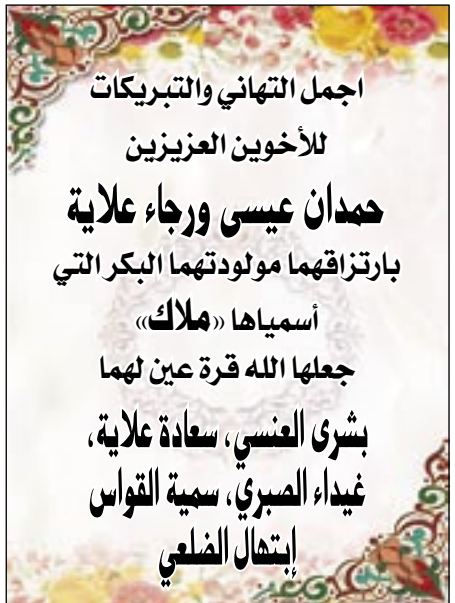 اجمل التهاني والتبريكات
للأخوين العزيزين
حمدان عيسى ورجاء علاية
بارتزاقهما مولودتهما البكر التي
أسمياها «ملاك»
جعلها الله قرة عين لهما
بشرى العنسي، سعادة علاية،
غيداء الصبري، سمية القواس
إبتهال الضلعي